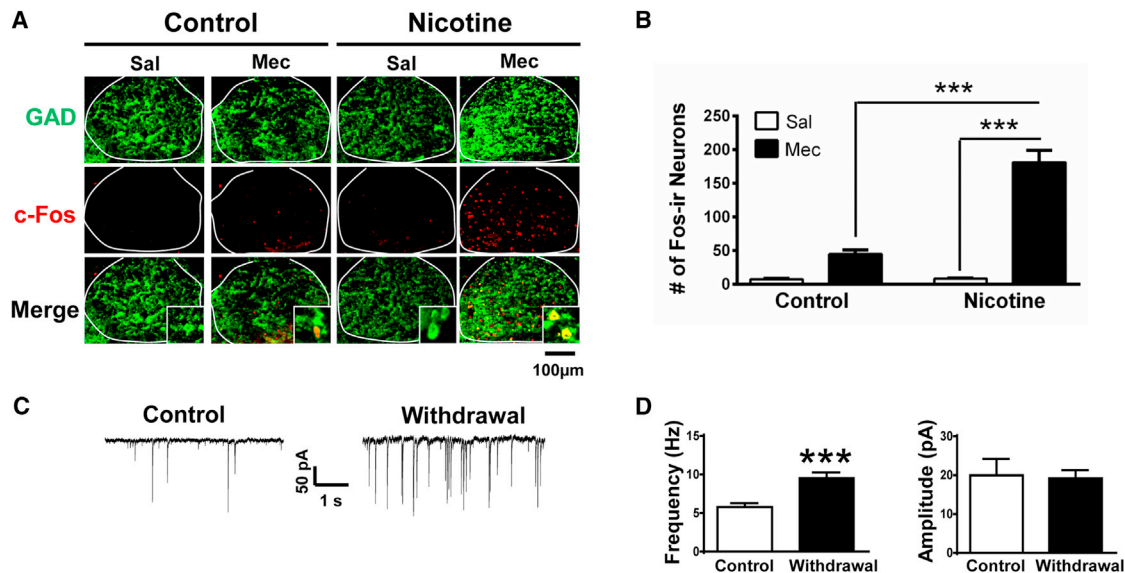 A
Control
Nicotine
Sal
Mec
Sal
Mec
GAD
c-Fos
Merge
100µm
B
***
***
Sal
Mec
# of Fos-ir Neurons
250
200
150
100
50
0
Control
Nicotine
C
Control
Withdrawal
50 pA
1 s
D
Frequency (Hz)
15
10
5
0
***
Control
Withdrawal
Amplitude (pA)
40
30
20
10
0
Control
Withdrawal